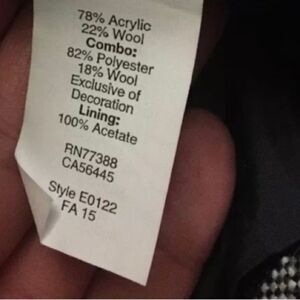 78% Acrylic
22% Wool
Combo:
82% Polyester
18% Wool
Exclusive of
Decoration
Lining:
100% Acetate
RN77388
CA56445
Style E0122
FA 15